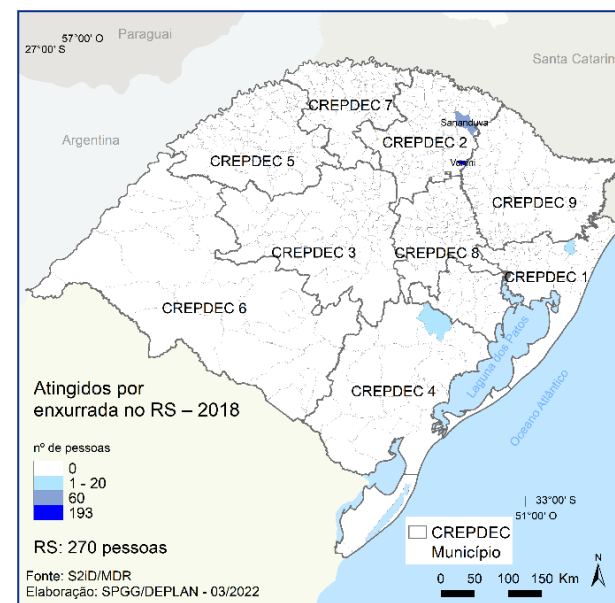 57°00' O
Paraguai
27°00' S
Santa Catarin
CREPDEC 7
Sananduva
Argentina
CREPDEC 2
CREPDEC 5
CREPDEC 9
CREPDEC 3
CREPDEC 8
CREPDEC 1
CREPDEC 6
Laguna dos Patos
CREPDEC 4
Oceano Atlântico
Atingidos por
enxurrada no RS – 2018
nº de pessoas
0
1 - 20
60
193
33°00' S
51°00' O
RS: 270 pessoas
CREPDEC
Município
N
Fonte: S2iD/MDR
Elaboração: SPGG/DEPLAN - 03/2022
0 50 100 150 Km